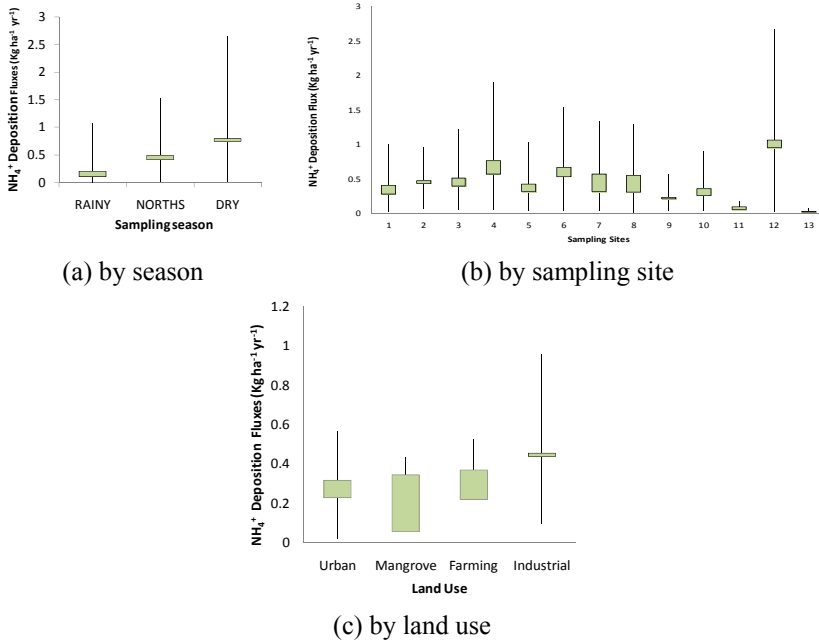 NH₄⁺ Deposition Fluxes (Kg ha⁻¹ yr⁻¹)
3
2.5
2
1.5
1
0.5
0
RAINY NORTHS DRY
Sampling season
(a) by season
NH₄⁺ Deposition Flux (Kg ha⁻¹ yr⁻¹)
3
2.5
2
1.5
1
0.5
0
1 2 3 4 5 6 7 8 9 10 11 12 13
Sampling Sites
(b) by sampling site
NH₄⁺ Deposition Fluxes (Kg ha⁻¹ yr⁻¹)
1.2
1
0.8
0.6
0.4
0.2
0
Urban Mangrove Farming Industrial
Land Use
(c) by land use